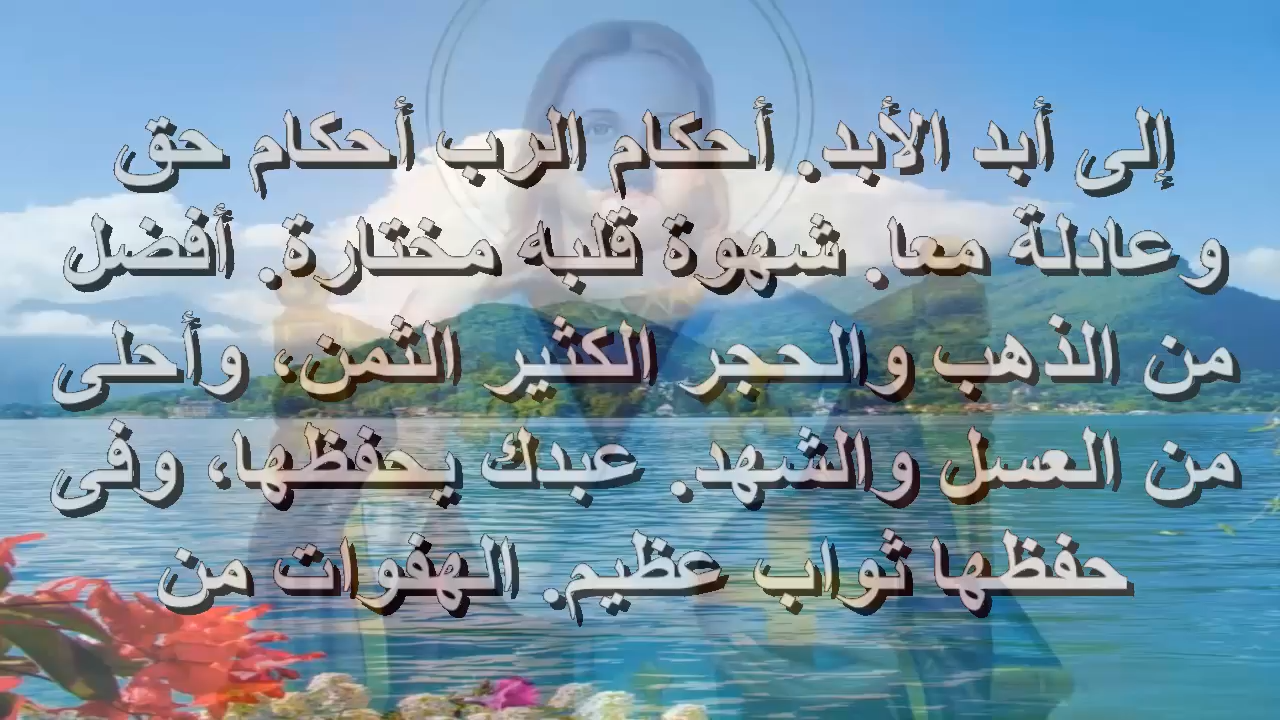 إلى أبد الأبد. أحكام الرب أحكام حق
وعادلة معا. شهوة قلبه مختارة. أفضل
من الذهب والحجر الكثير الثمن، وأحلى
من العسل والشهد. عبدك يحفظها، وفى
حفظها ثواب عظيم. الهفوات من